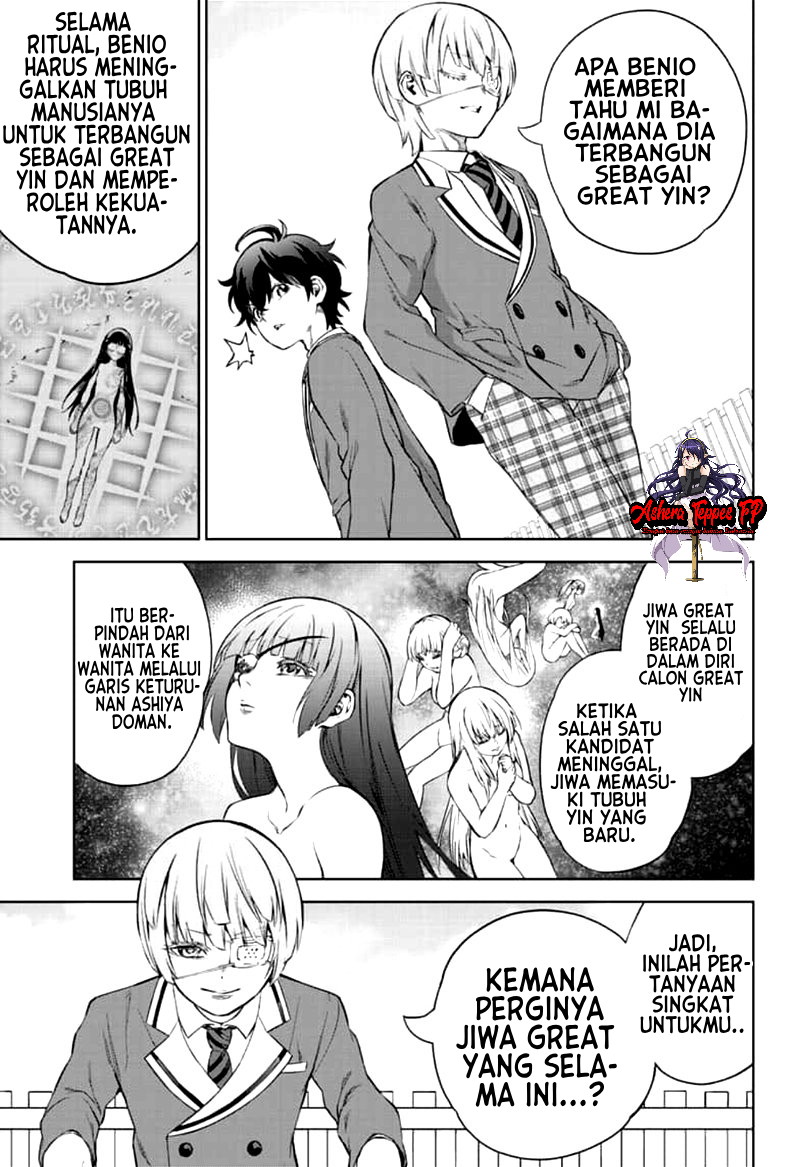 APA BENIO
MEMBERI
TAHU MI BA-
GAIMANA DIA
TERBANGUN
SEBAGAI
GREAT YIN?
SELAMA
RITUAL, BENIO
HARUS MENING-
GALKAN TUBUH
MANUSIANYA
UNTUK TERBANGUN
SEBAGAI GREAT
YIN DAN MEMPE-
ROLEH KEKUA-
TANNYA.
Ashera Teppes FP
JIWA GREAT
YIN SELALU
BERADA DI
DALAM DIRI
CALON GREAT
YIN
KETIKA
SALAH SATU
KANDIDAT
MENINGGAL,
JIWA MEMASU-
KI TUBUH
YIN YANG
BARU.
ITU BER-
PINDAH DARI
WANITA KE
WANITA MELALUI
GARIS KETURU-
NAN ASHIYA
DOMAN.
JADI,
INILAH PER-
TANYAAN
SINGKAT
UNTUKMU..
KEMANA
PERGINYA
JIWA GREAT
YANG SELA-
MA INI...?